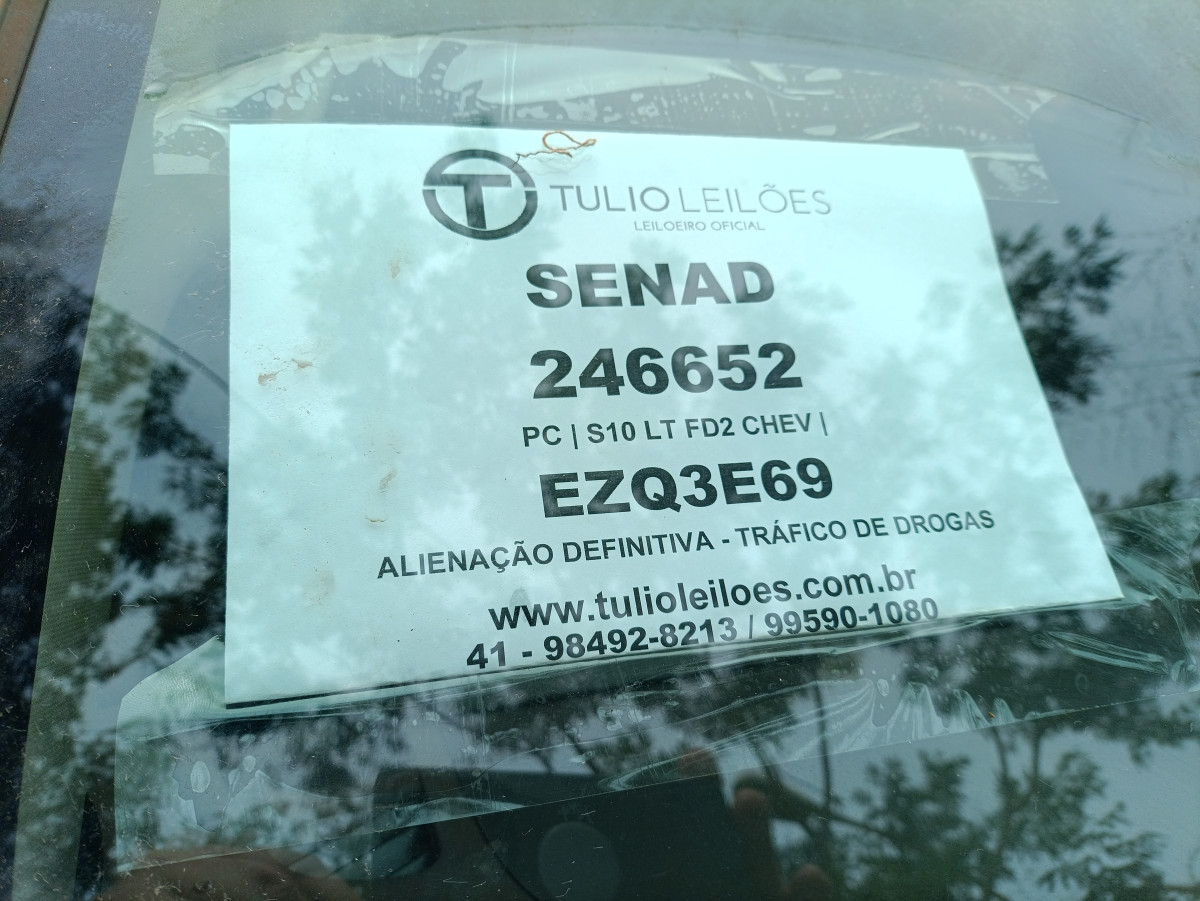 TULIO LEILÕES
LEILOEIRO OFICIAL
SENAD
246652
PC | S10 LT FD2 CHEV |
EZQ3E69
ALIENAÇÃO DEFINITIVA - TRÁFICO DE DROGAS
www.tulioleiloes.com.br
41 - 98492-8213 / 99590-1080